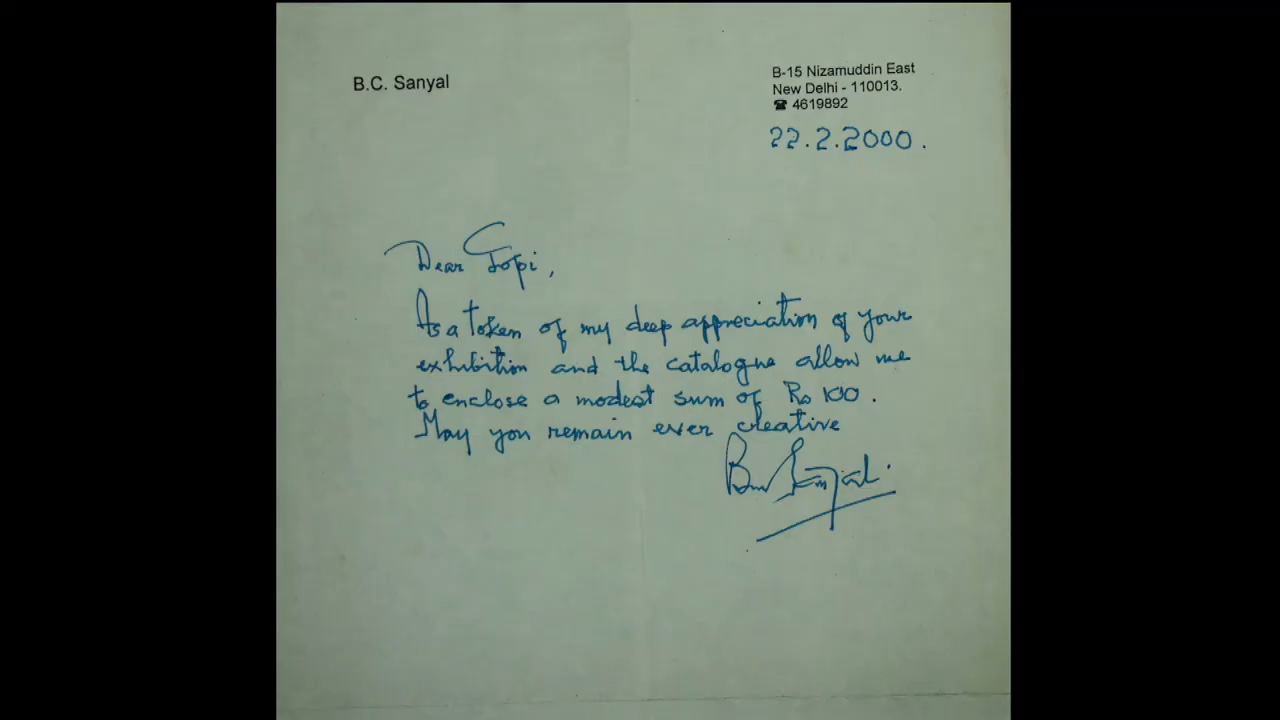 B.C. Sanyal
B-15 Nizamuddin East
New Delhi - 110013.
☎ 4619892
22.2.2000.
Dear Gopi,
As a token of my deep appreciation of your
exhibition and the catalogue allow me
to enclose a modest sum of Rs 100.
May you remain ever creative
Sanyal.